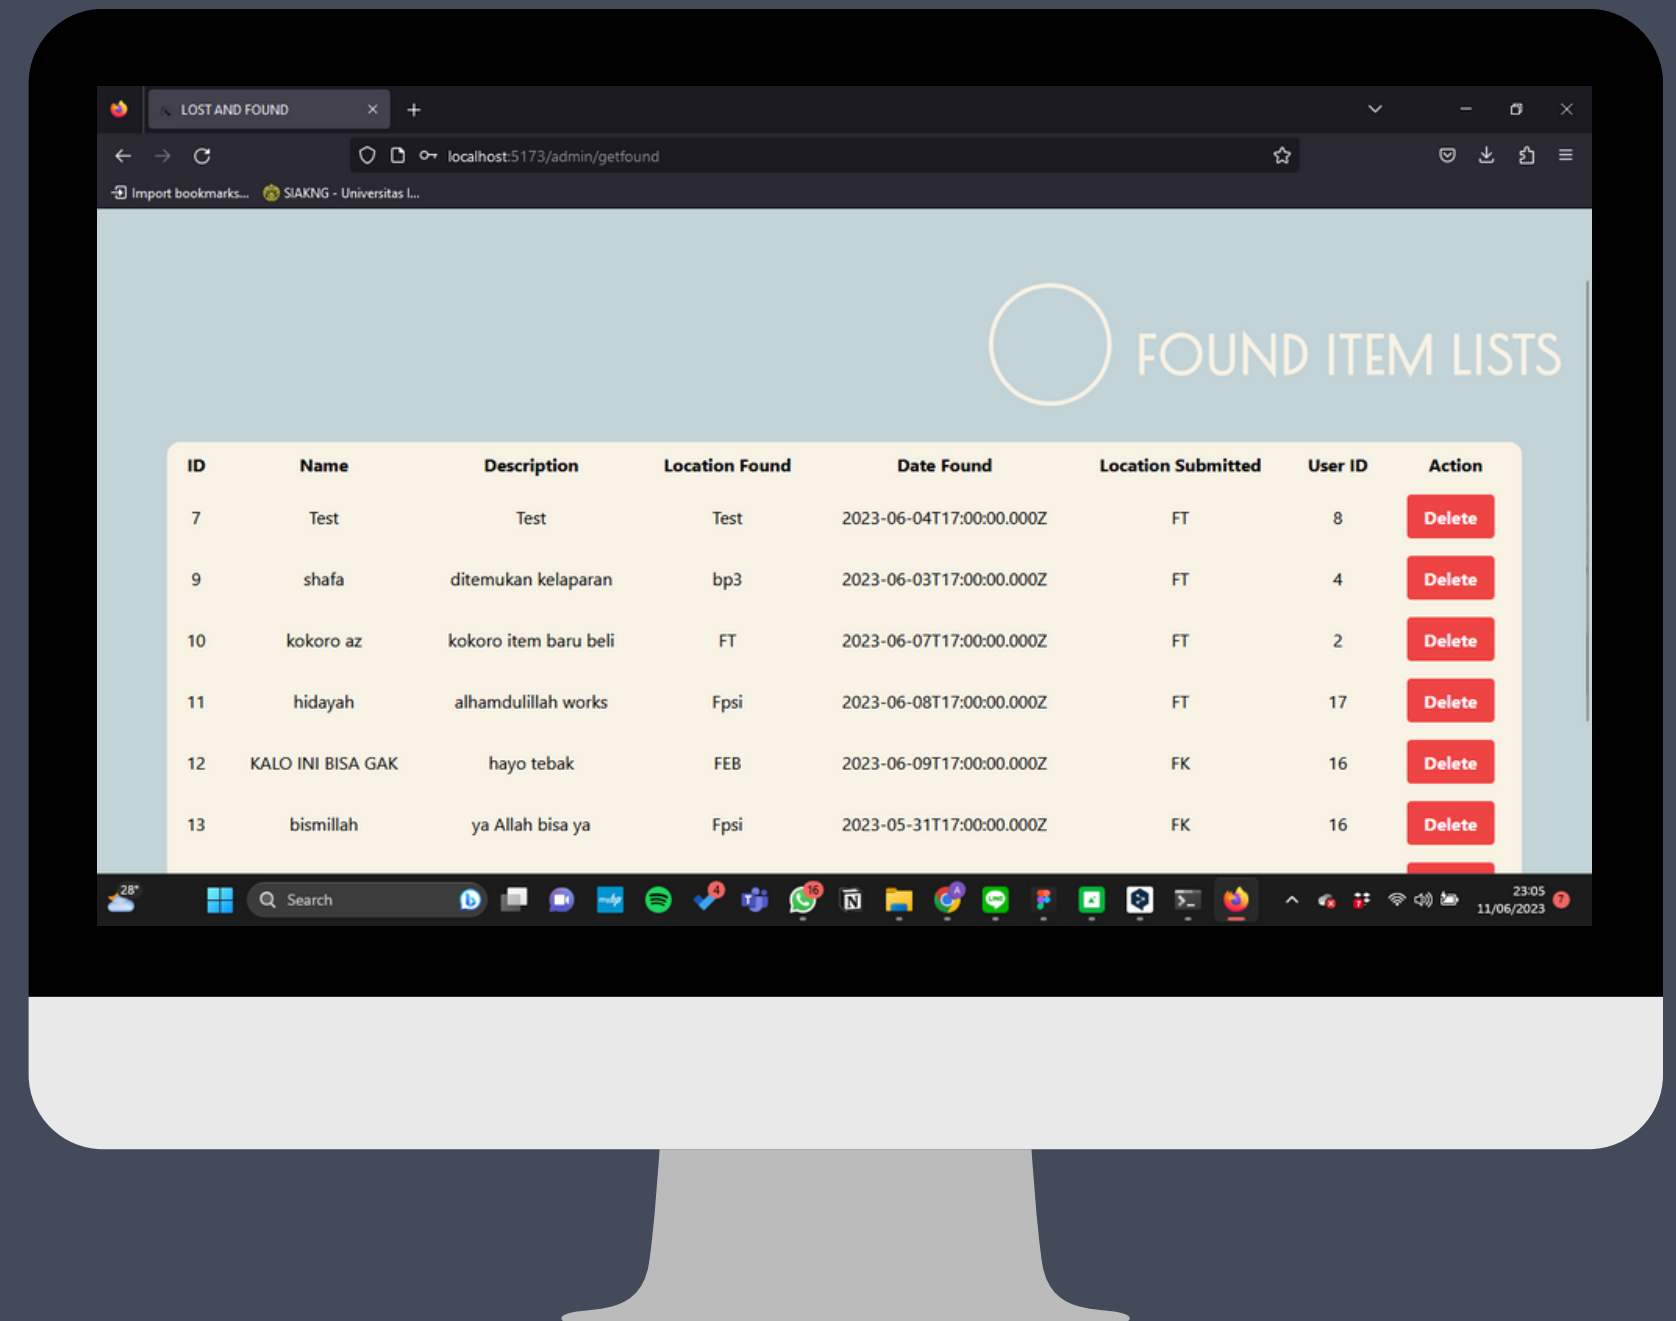 LOST AND FOUND
localhost:5173/admin/getfound
Import bookmarks... SIAKNG - Universitas I...
FOUND ITEM LISTS
ID Name Description Location Found Date Found Location Submitted User ID Action
7 Test Test Test 2023-06-04T17:00:00.000Z FT 8 Delete
9 shafa ditemukan kelaparan bp3 2023-06-03T17:00:00.000Z FT 4 Delete
10 kokoro az kokoro item baru beli FT 2023-06-07T17:00:00.000Z FT 2 Delete
11 hidayah alhamdulillah works Fpsi 2023-06-08T17:00:00.000Z FT 17 Delete
12 KALO INI BISA GAK hayo tebak FEB 2023-06-09T17:00:00.000Z FK 16 Delete
13 bismillah ya Allah bisa ya Fpsi 2023-05-31T17:00:00.000Z FK 16 Delete
28° Search 4 16 A LINE 23:05 7
11/06/2023